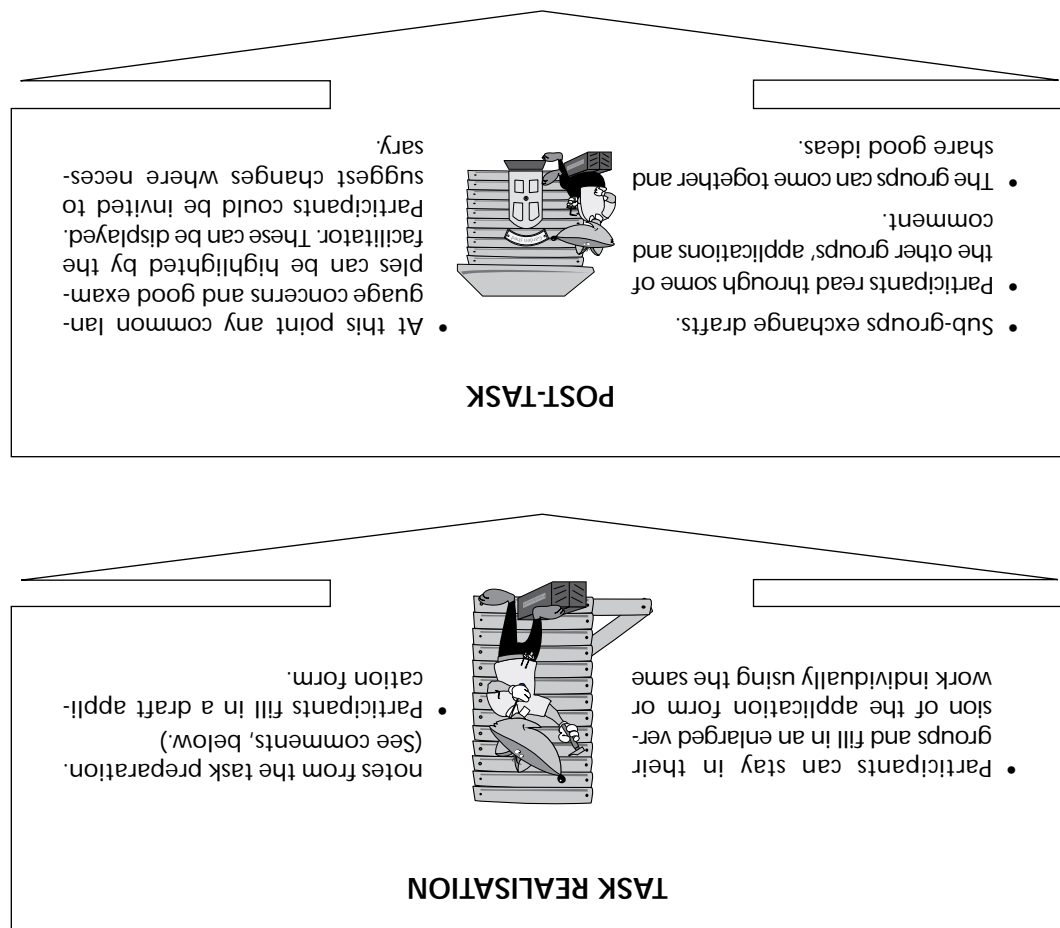 TASK REALISATION
• Participants can stay in their
groups and fill in an enlarged ver-
sion of the application form or
work individually using the same
notes from the task preparation.
(See comments, below.)
• Participants fill in a draft appli-
cation form.
POST-TASK
• Sub-groups exchange drafts.
• Participants read through some of
the other groups’ applications and
comment.
• The groups can come together and
share good ideas.
• At this point any common lan-
guage concerns and good exam-
ples can be highlighted by the
facilitator. These can be displayed.
Participants could be invited to
suggest changes where neces-
sary.